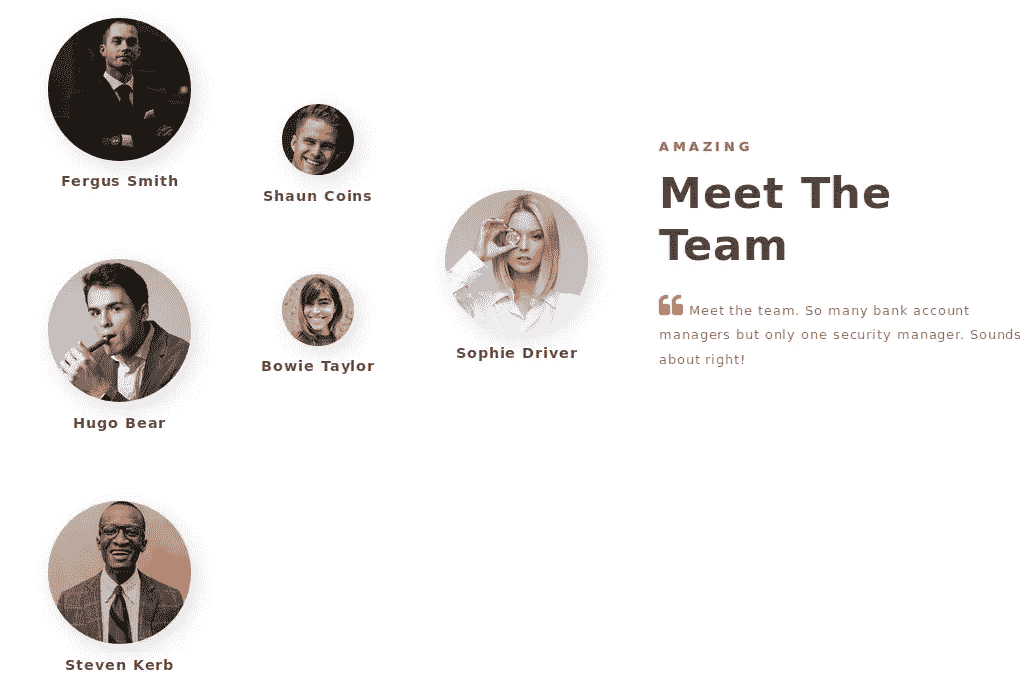 Fergus Smith
Shaun Coins
Hugo Bear
Bowie Taylor
Steven Kerb
Sophie Driver
AMAZING
Meet The
Team
Meet the team. So many bank account
managers but only one security manager. Sounds
about right!